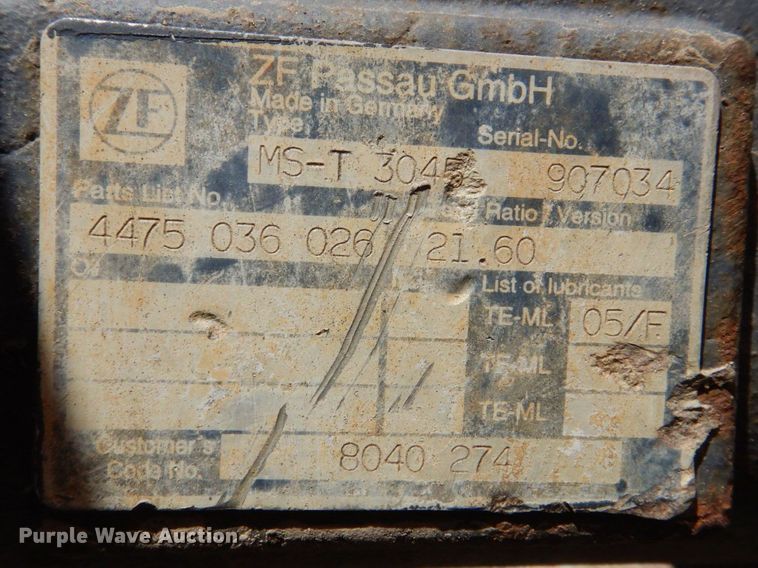 ZF
ZF Passau GmbH
Made in Germany
Type Serial-No.
MS-T 304 907034
Parts List No. Ratio / Version
4475 036 026 21.60
List of lubricants
TE-ML 05/F
TE-ML
TE-ML
Customer's
Code No. 8040 274
Purple Wave Auction